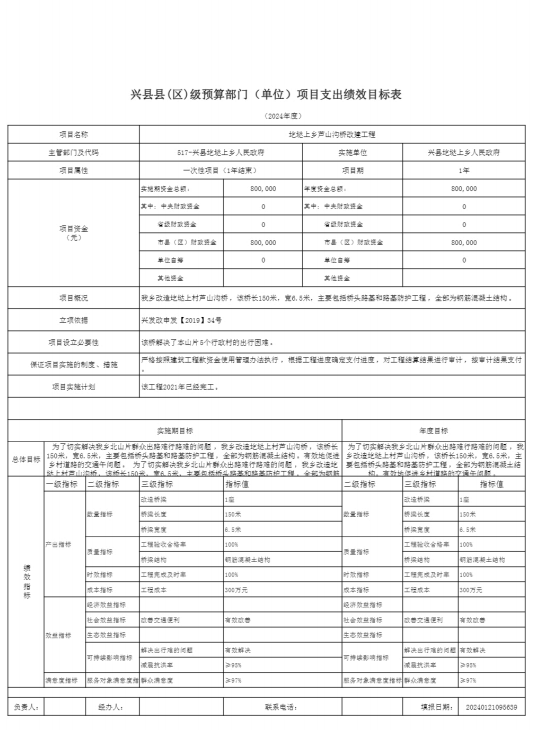 兴县县(区)级预算部门（单位）项目支出绩效目标表
（2024年度）
项目名称 圪垯上乡芦山沟桥改建工程
主管部门及代码 517-兴县圪垯上乡人民政府 实施单位 兴县圪垯上乡人民政府
项目属性 一次性项目（1年结束） 项目期 1年
项目资金（元）
实施期资金总额： 800,000 年度资金总额： 800,000
其中：中央财政资金 0 其中：中央财政资金 0
省级财政资金 0 省级财政资金 0
市县（区）财政资金 800,000 市县（区）财政资金 800,000
单位自筹 0 单位自筹 0
其他资金 其他资金
项目概况 我乡改造圪垯上村芦山沟桥，该桥长150米，宽6.5米，主要包括桥头路基和路基防护工程，全部为钢筋混凝土结构。
立项依据 兴发改审发【2019】34号
项目设立必要性 该桥解决了本山片5个行政村的出行困难。
保证项目实施的制度、措施 严格按照建筑工程款资金使用管理办法执行，根据工程进度确定支付进度，对工程结算结果进行审计，按审计结果支付。
项目实施计划 该工程2021年已经完工。
实施期目标 年度目标
总体目标
为了切实解决我乡北山片群众出路难行路难的问题，我乡改造圪垯上村芦山沟桥，该桥长150米，宽6.5米，主要包括桥头路基和路基防护工程，全部为钢筋混凝土结构。有效地促进乡村道路的交通牛问题。 为了切实解决我乡北山片群众出路难行路难的问题，我乡改造圪垯上村芦山沟桥，该桥长150米，宽6.5米，主要包括桥头路基和路基防护工程，全部为钢筋
为了切实解决我乡北山片群众出路难行路难的问题，我乡改造圪垯上村芦山沟桥，该桥长150米，宽6.5米，主要包括桥头路基和路基防护工程，全部为钢筋混凝土结构。有效地促进乡村道路的交通牛问题。
绩效指标
一级指标 二级指标 三级指标 指标值 二级指标 三级指标 指标值
产出指标
数量指标 改造桥梁 1座 数量指标 改造桥梁 1座
桥梁长度 150米 桥梁长度 150米
桥梁宽度 6.5米 桥梁宽度 6.5米
质量指标 工程验收合格率 100% 质量指标 工程验收合格率 100%
桥梁结构 钢筋混凝土结构 桥梁结构 钢筋混凝土结构
时效指标 工程完成及时率 100% 时效指标 工程完成及时率 100%
成本指标 工程成本 300万元 成本指标 工程成本 300万元
效益指标
经济效益指标 经济效益指标
社会效益指标 改善交通便利 有效改善 社会效益指标 改善交通便利 有效改善
生态效益指标 生态效益指标
可持续影响指标 解决出行难的问题 有效解决 可持续影响指标 解决出行难的问题 有效解决
减震抗洪率 ≥98% 减震抗洪率 ≥98%
满意度指标 服务对象满意度指 群众满意度 ≥97% 服务对象满意度指标 群众满意度 ≥97%
负责人： 经办人： 联系电话： 填报日期： 20240121095659